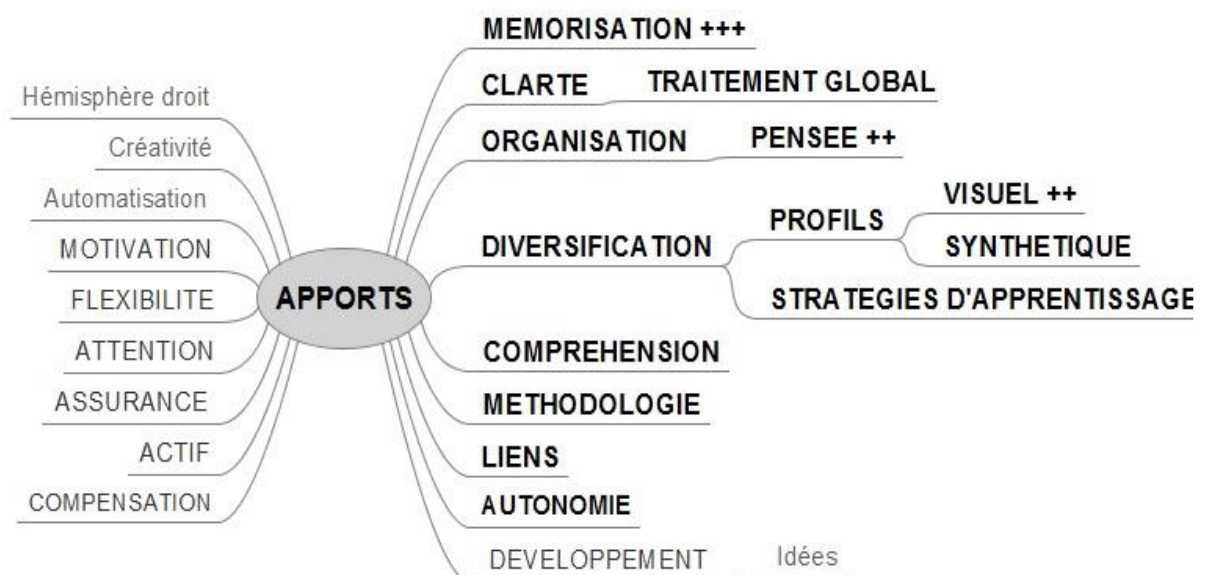 MEMORISATION +++
CLARTE
TRAITEMENT GLOBAL
ORGANISATION
PENSEE ++
DIVERSIFICATION
PROFILS
VISUEL ++
SYNTHETIQUE
STRATEGIES D'APPRENTISSAGE
COMPREHENSION
METHODOLOGIE
LIENS
AUTONOMIE
DEVELOPPEMENT
Idées
APPORTS
Hémisphère droit
Créativité
Automatisation
MOTIVATION
FLEXIBILITE
ATTENTION
ASSURANCE
ACTIF
COMPENSATION